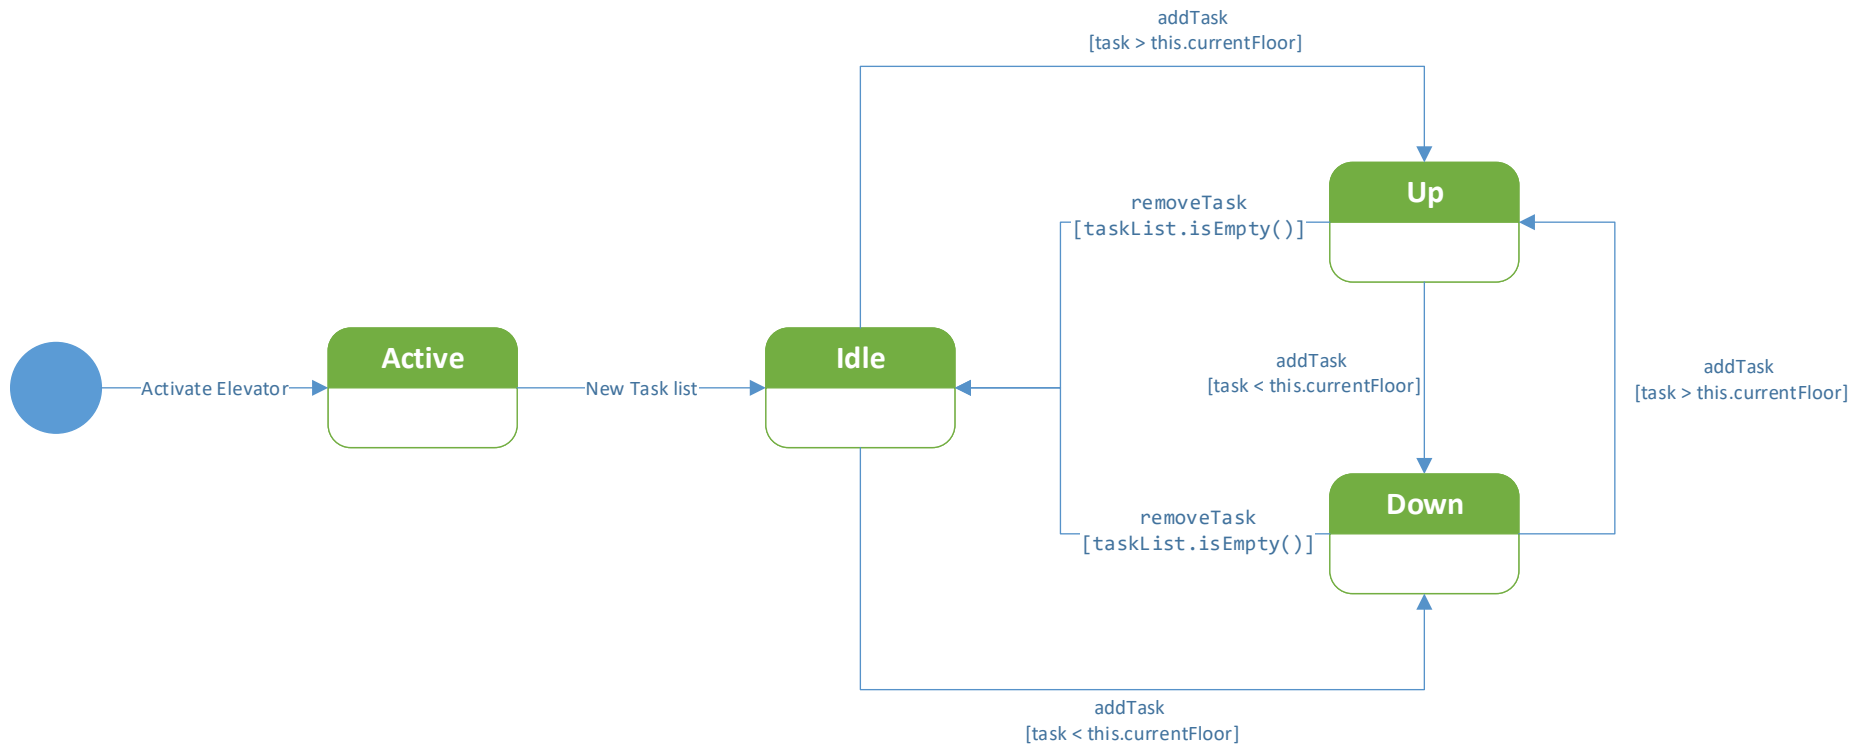 addTask
[task > this.currentFloor]
Up
removeTask
[taskList.isEmpty()]
Active
Idle
Activate Elevator
New Task list
addTask
[task < this.currentFloor]
addTask
[task > this.currentFloor]
Down
removeTask
[taskList.isEmpty()]
addTask
[task < this.currentFloor]